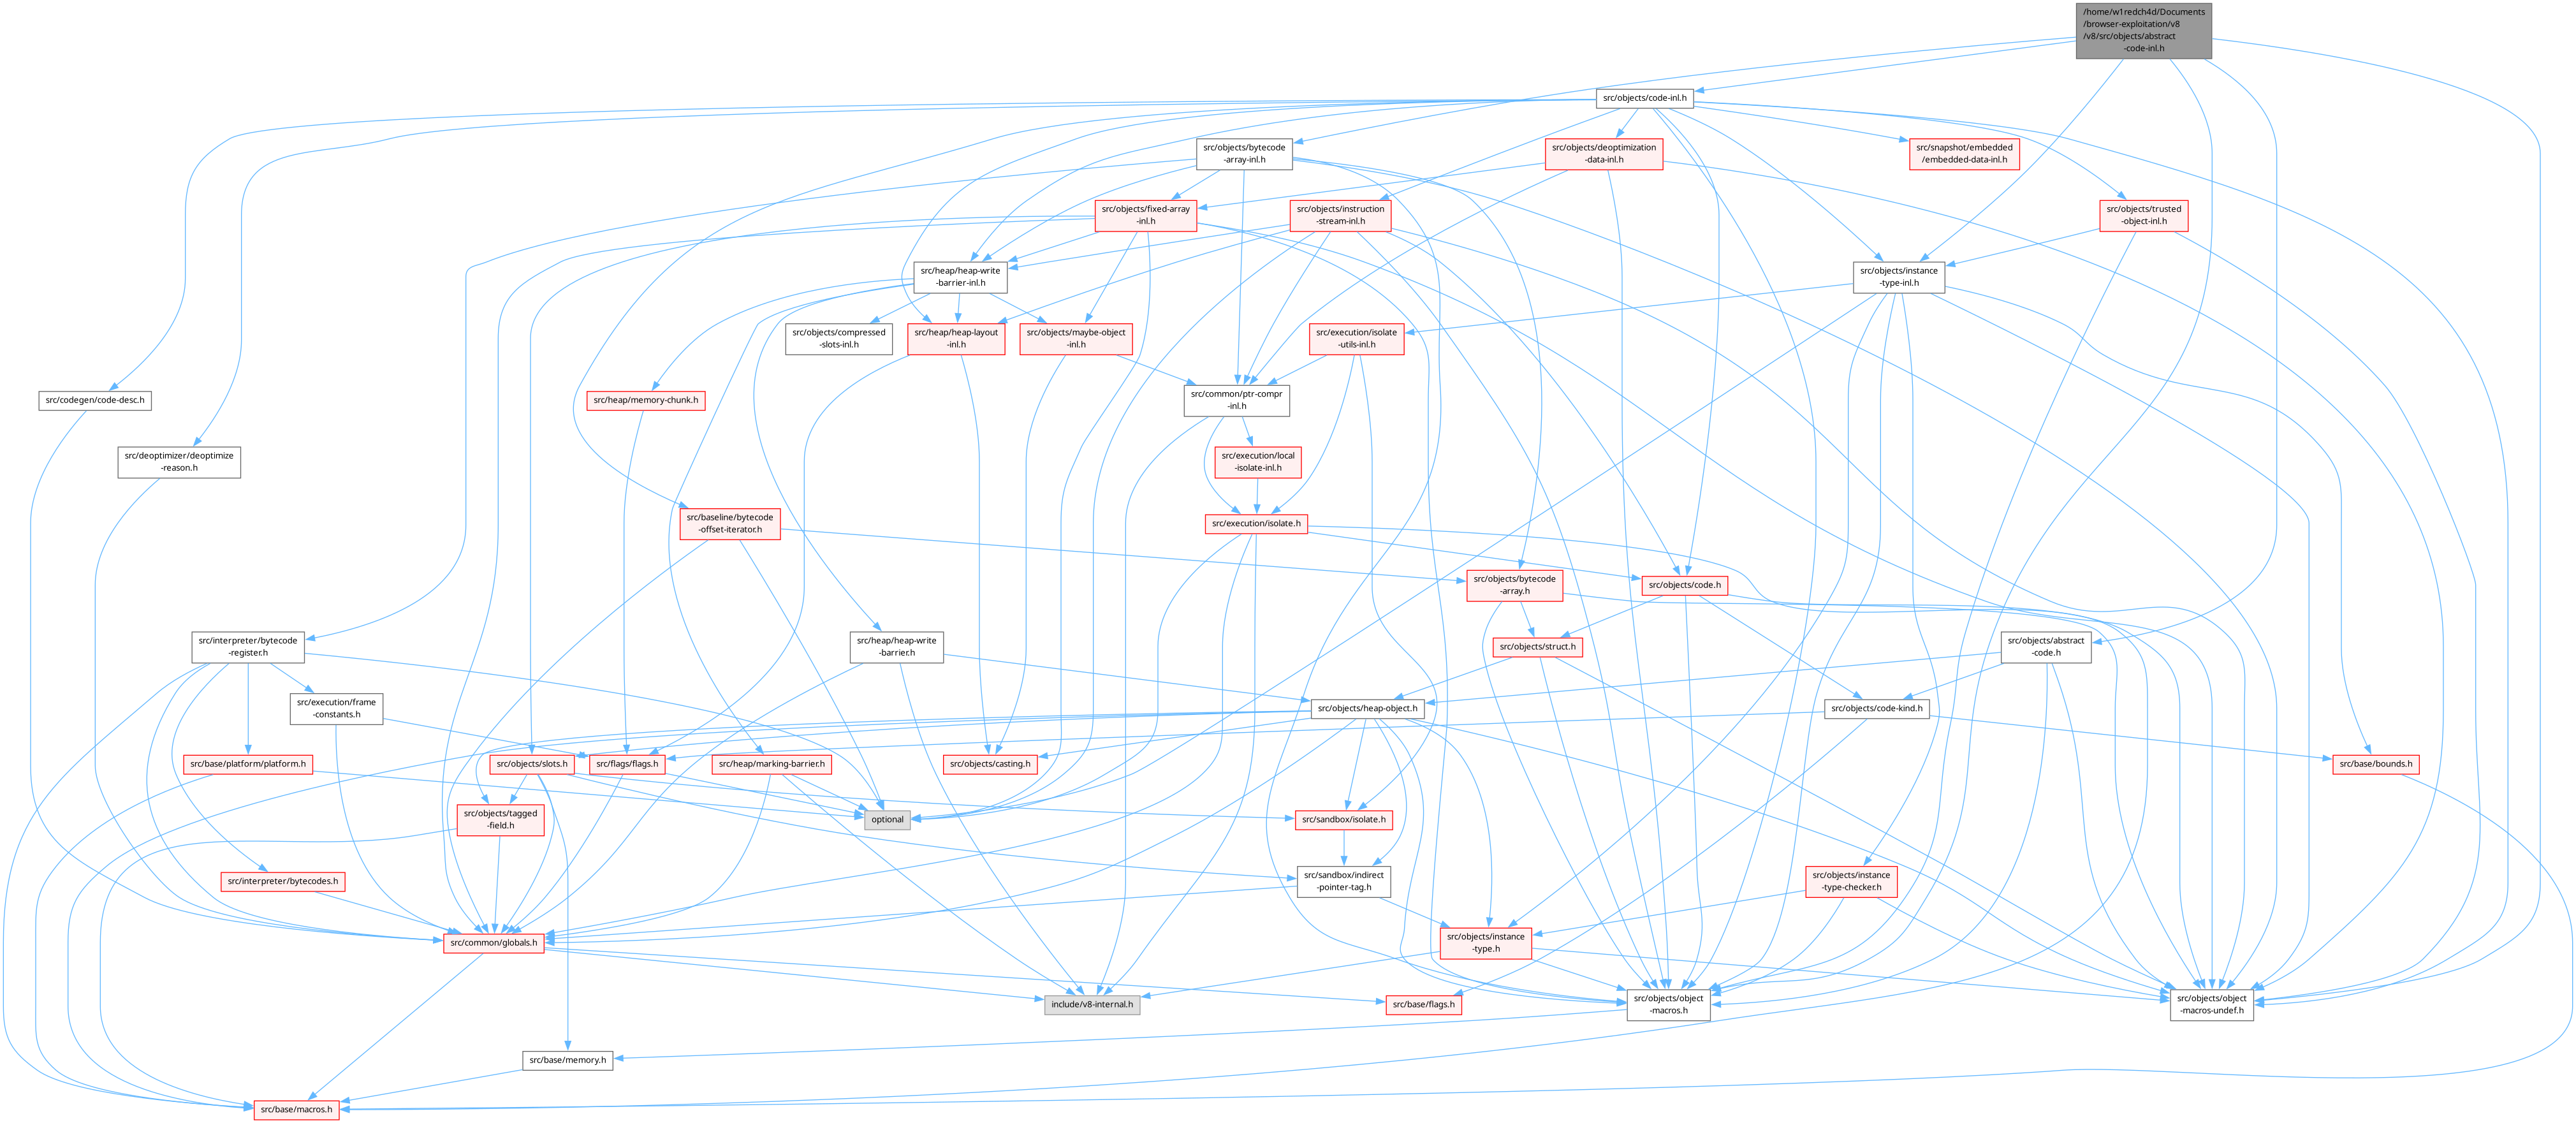 /home/w1redch4d/Documents
/browser-exploitation/v8
/v8/src/objects/abstract
-code-inl.h
src/objects/code-inl.h
src/objects/bytecode
-array-inl.h
src/objects/deoptimization
-data-inl.h
src/snapshot/embedded
/embedded-data-inl.h
src/objects/fixed-array
-inl.h
src/objects/instruction
-stream-inl.h
src/objects/trusted
-object-inl.h
src/heap/heap-write
-barrier-inl.h
src/objects/instance
-type-inl.h
src/objects/compressed
-slots-inl.h
src/heap/heap-layout
-inl.h
src/objects/maybe-object
-inl.h
src/execution/isolate
-utils-inl.h
src/codegen/code-desc.h
src/heap/memory-chunk.h
src/common/ptr-compr
-inl.h
src/deoptimizer/deoptimize
-reason.h
src/execution/local
-isolate-inl.h
src/baseline/bytecode
-offset-iterator.h
src/execution/isolate.h
src/objects/bytecode
-array.h
src/objects/code.h
src/interpreter/bytecode
-register.h
src/heap/heap-write
-barrier.h
src/objects/struct.h
src/objects/abstract
-code.h
src/execution/frame
-constants.h
src/objects/heap-object.h
src/objects/code-kind.h
src/base/platform/platform.h
src/objects/slots.h
src/flags/flags.h
src/heap/marking-barrier.h
src/objects/casting.h
src/base/bounds.h
src/objects/tagged
-field.h
optional
src/sandbox/isolate.h
src/interpreter/bytecodes.h
src/sandbox/indirect
-pointer-tag.h
src/objects/instance
-type-checker.h
src/common/globals.h
src/objects/instance
-type.h
include/v8-internal.h
src/base/flags.h
src/objects/object
-macros.h
src/objects/object
-macros-undef.h
src/base/memory.h
src/base/macros.h